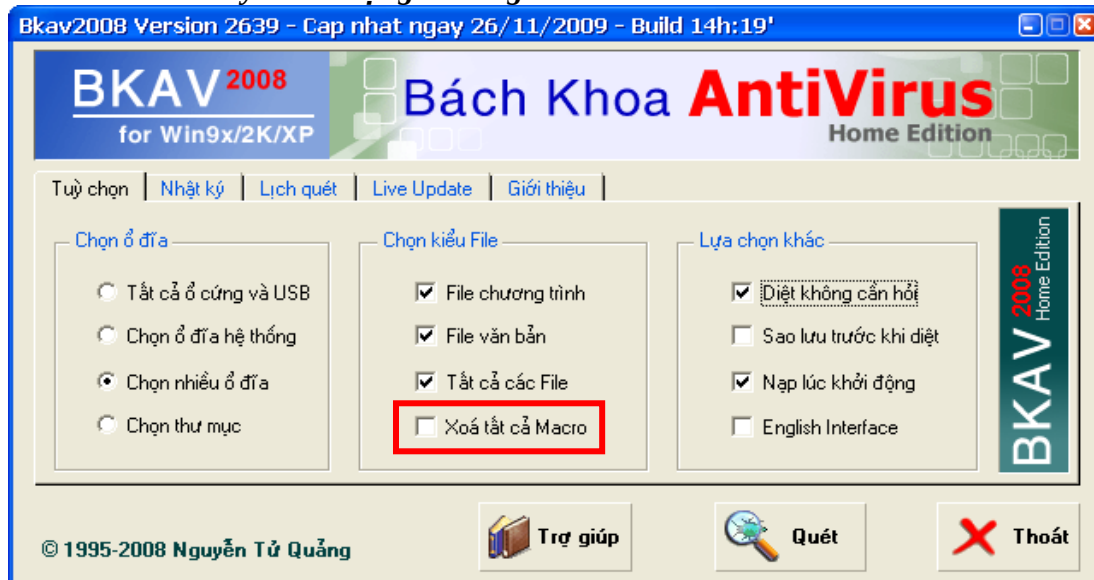 Bkav2008 Version 2639 - Cap nhat ngay 26/11/2009 - Build 14h:19'
BKAV 2008
for Win9x/2K/XP
Bách Khoa AntiVirus
Home Edition
Tuỳ chọn
Nhật ký
Lịch quét
Live Update
Giới thiệu
Chọn ổ đĩa
Tất cả ổ cứng và USB
Chọn ổ đĩa hệ thống
Chọn nhiều ổ đĩa
Chọn thư mục
Chọn kiểu File
File chương trình
File văn bản
Tất cả các File
Xoá tất cả Macro
Lựa chọn khác
Diệt không cần hỏi
Sao lưu trước khi diệt
Nạp lúc khởi động
English Interface
BKAV 2008
Home Edition
© 1995-2008 Nguyễn Tử Quảng
Trợ giúp
Quét
Thoát